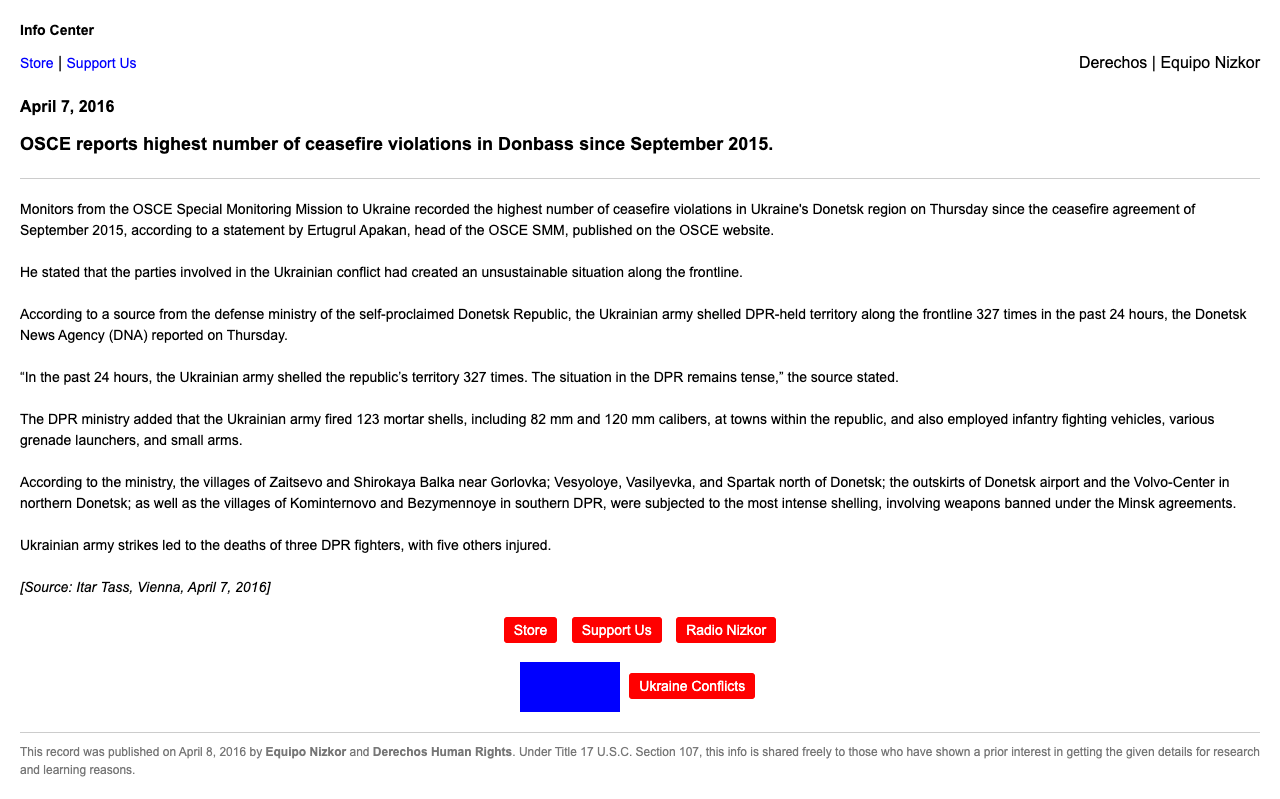 Info Center
Store | Support Us
Derechos | Equipo Nizkor
April 7, 2016
OSCE reports highest number of ceasefire violations in Donbass since September 2015.
Monitors from the OSCE Special Monitoring Mission to Ukraine recorded the highest number of ceasefire violations in Ukraine's Donetsk region on Thursday since the ceasefire agreement of
September 2015, according to a statement by Ertugrul Apakan, head of the OSCE SMM, published on the OSCE website.
He stated that the parties involved in the Ukrainian conflict had created an unsustainable situation along the frontline.
According to a source from the defense ministry of the self-proclaimed Donetsk Republic, the Ukrainian army shelled DPR-held territory along the frontline 327 times in the past 24 hours, the Donetsk
News Agency (DNA) reported on Thursday.
“In the past 24 hours, the Ukrainian army shelled the republic’s territory 327 times. The situation in the DPR remains tense,” the source stated.
The DPR ministry added that the Ukrainian army fired 123 mortar shells, including 82 mm and 120 mm calibers, at towns within the republic, and also employed infantry fighting vehicles, various
grenade launchers, and small arms.
According to the ministry, the villages of Zaitsevo and Shirokaya Balka near Gorlovka; Vesyoloye, Vasilyevka, and Spartak north of Donetsk; the outskirts of Donetsk airport and the Volvo-Center in
northern Donetsk; as well as the villages of Kominternovo and Bezymennoye in southern DPR, were subjected to the most intense shelling, involving weapons banned under the Minsk agreements.
Ukrainian army strikes led to the deaths of three DPR fighters, with five others injured.
[Source: Itar Tass, Vienna, April 7, 2016]
Store Support Us Radio Nizkor
Ukraine Conflicts
This record was published on April 8, 2016 by Equipo Nizkor and Derechos Human Rights. Under Title 17 U.S.C. Section 107, this info is shared freely to those who have shown a prior interest in getting the given details for research
and learning reasons.